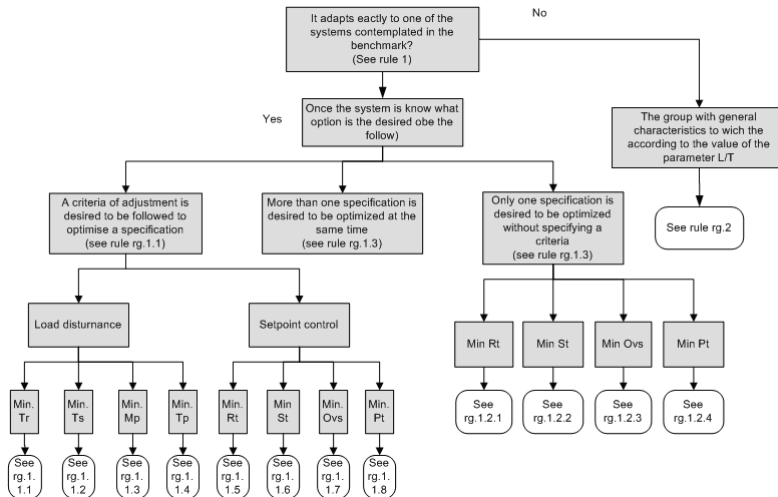 It adapts eactly to one of the
systems contemplated in the
benchmark?
(See rule 1)
No
Yes
Once the system is know what
option is the desired obe the
follow)
The group with general
characteristics to wich the
according to the value of the
parameter L/T
See rule rg.2
A criteria of adjustment is
desired to be followed to
optimise a specification
(see rule rg.1.1)
More than one specification is
desired to be optimized at the
same time
(see rule rg.1.3)
Only one specification is
desired to be optimized
without specifying a
criteria
(see rule rg.1.3)
Load disturnance
Setpoint control
Min Rt
Min St
Min Ovs
Min Pt
See
rg.1.2.1
See
rg.1.2.2
See
rg.1.2.3
See
rg.1.2.4
Min.
Tr
Min.
Ts
Min.
Mp
Min.
Tp
Min.
Rt
Min.
St
Min.
Ovs
Min.
Pt
See
rg.1.
1.1
See
rg.1.
1.2
See
rg.1.
1.3
See
rg.1.
1.4
See
rg.1.
1.5
See
rg.1.
1.6
See
rg.1.
1.7
See
rg.1.
1.8